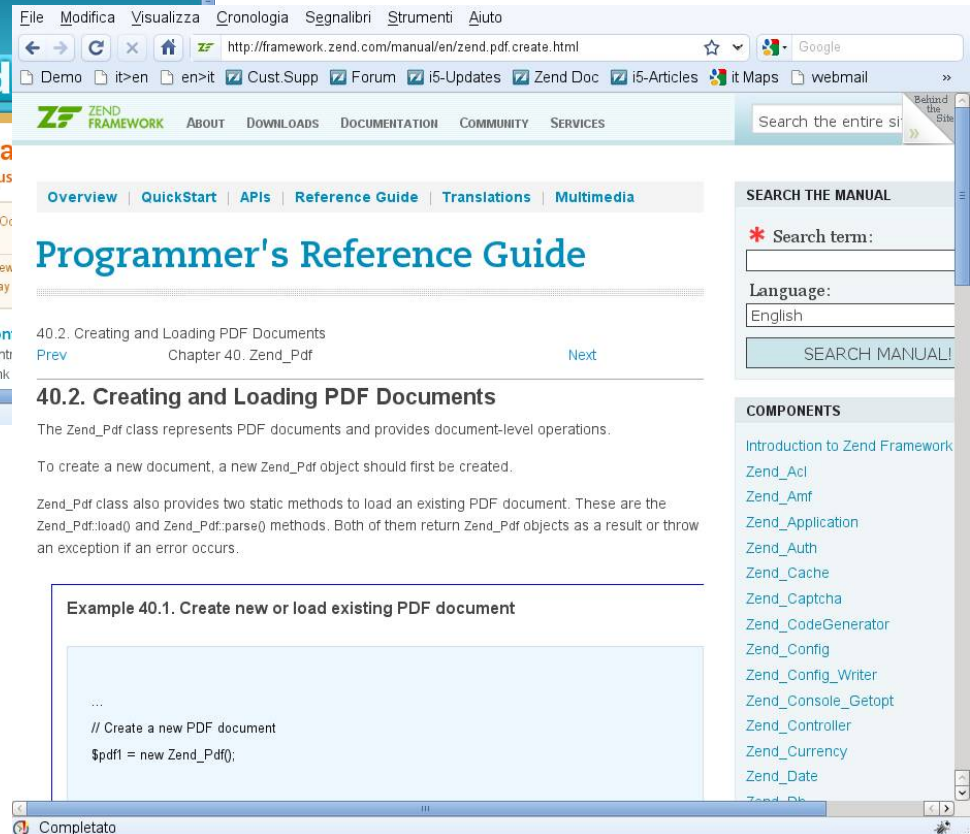 File Modifica Visualizza Cronologia Segnalibri Strumenti Aiuto
http://framework.zend.com/manual/en/zend.pdf.create.html
Google
Demo it>en en>it Cust.Supp Forum i5-Updates Zend Doc i5-Articles it Maps webmail »
ZF ZEND FRAMEWORK ABOUT DOWNLOADS DOCUMENTATION COMMUNITY SERVICES
Search the entire si
Behind the Site
Overview | QuickStart | APIs | Reference Guide | Translations | Multimedia
Programmer's Reference Guide
40.2. Creating and Loading PDF Documents
Prev Chapter 40. Zend_Pdf Next
40.2. Creating and Loading PDF Documents
The Zend_Pdf class represents PDF documents and provides document-level operations.
To create a new document, a new Zend_Pdf object should first be created.
Zend_Pdf class also provides two static methods to load an existing PDF document. These are the
Zend_Pdf::load() and Zend_Pdf::parse() methods. Both of them return Zend_Pdf objects as a result or throw
an exception if an error occurs.
Example 40.1. Create new or load existing PDF document
...
// Create a new PDF document
$pdf1 = new Zend_Pdf();
SEARCH THE MANUAL
* Search term:
Language:
English
SEARCH MANUAL!
COMPONENTS
Introduction to Zend Framework
Zend_Acl
Zend_Amf
Zend_Application
Zend_Auth
Zend_Cache
Zend_Captcha
Zend_CodeGenerator
Zend_Config
Zend_Config_Writer
Zend_Console_Getopt
Zend_Controller
Zend_Currency
Zend_Date
Zend_Db
Completato